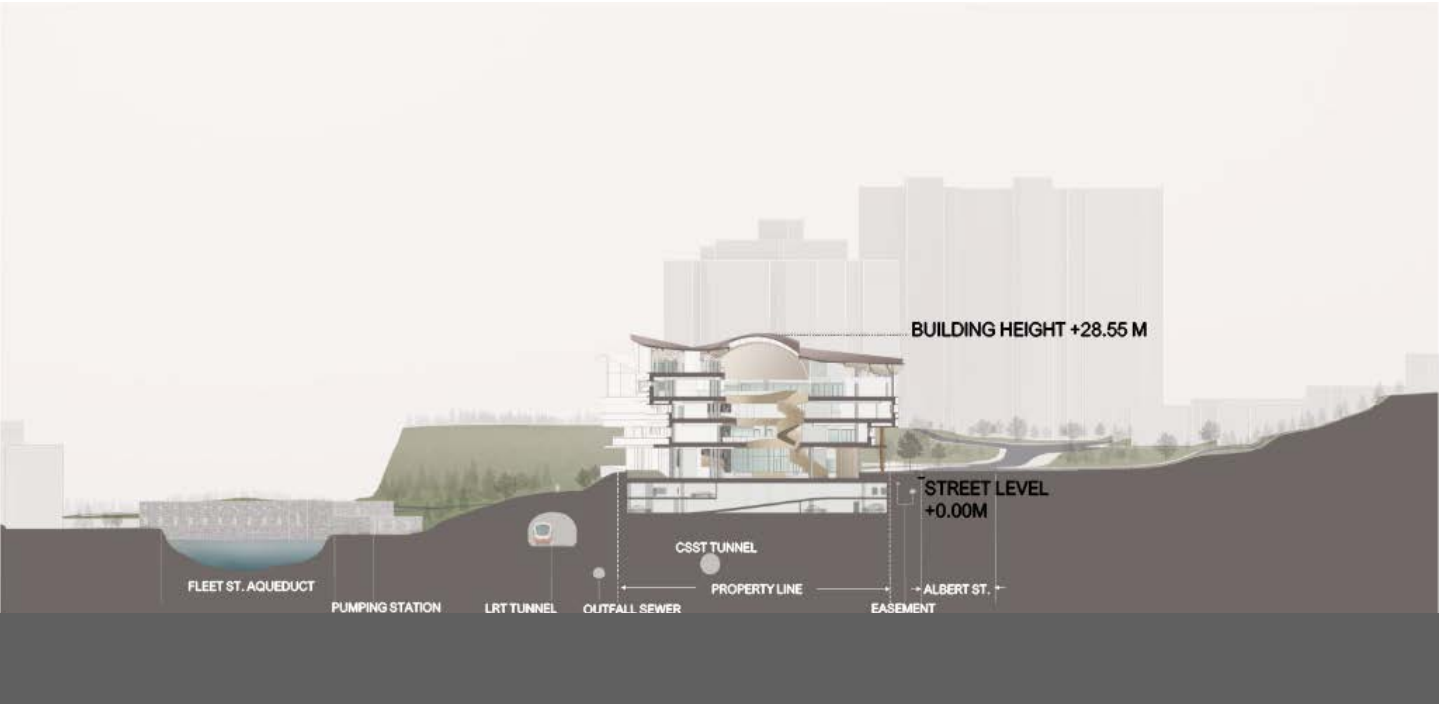 BUILDING HEIGHT +28.55 M
STREET LEVEL
+0.00M
CSST TUNNEL
FLEET ST. AQUEDUCT
PROPERTY LINE
ALBERT ST.
PUMPING STATION
LRT TUNNEL
OUTFALL SEWER
EASEMENT